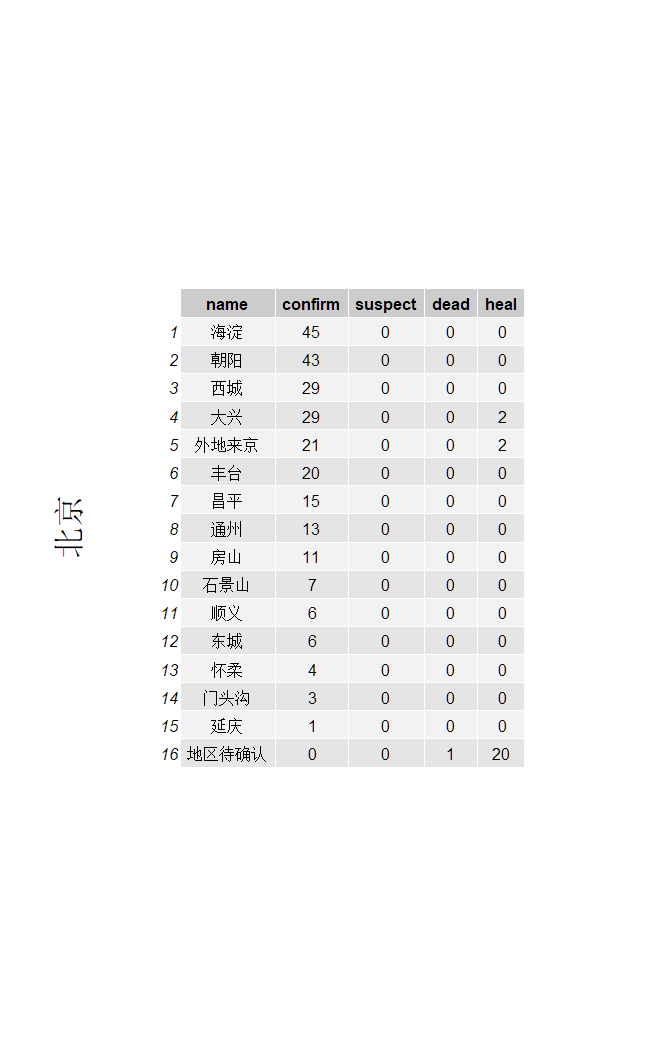 北京
name confirm suspect dead heal
1 海淀 45 0 0 0
2 朝阳 43 0 0 0
3 西城 29 0 0 0
4 大兴 29 0 0 2
5 外地来京 21 0 0 2
6 丰台 20 0 0 0
7 昌平 15 0 0 0
8 通州 13 0 0 0
9 房山 11 0 0 0
10 石景山 7 0 0 0
11 顺义 6 0 0 0
12 东城 6 0 0 0
13 怀柔 4 0 0 0
14 门头沟 3 0 0 0
15 延庆 1 0 0 0
16 地区待确认 0 0 1 20